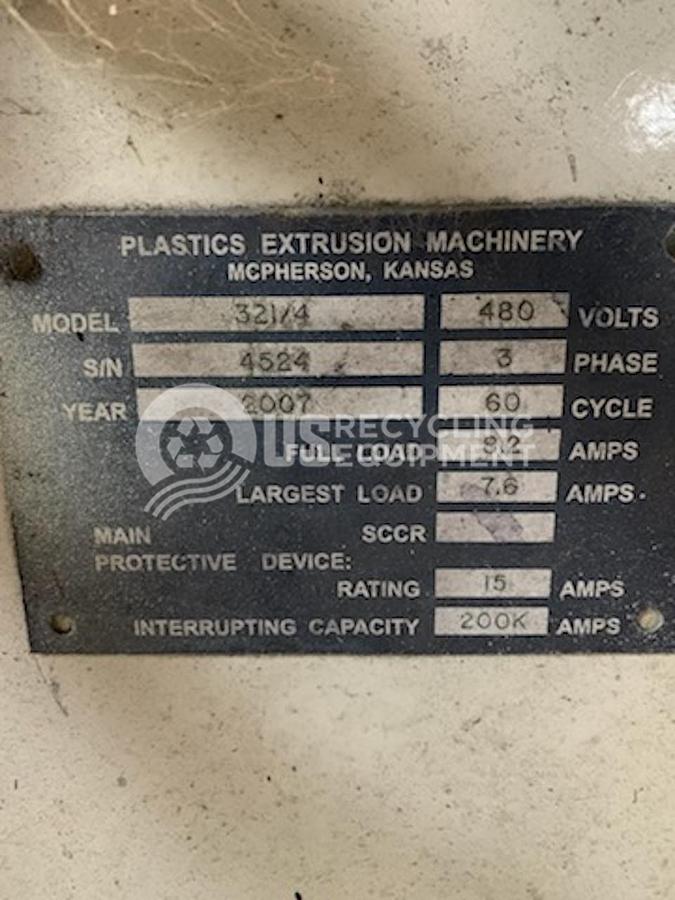 PLASTICS EXTRUSION MACHINERY
MCPHERSON, KANSAS
MODEL 321/4 480 VOLTS
S/N 4524 3 PHASE
YEAR 2007 60 CYCLE
FULL LOAD 8.2 AMPS
US RECYCLING
EQUIPMENT
LARGEST LOAD 7.6 AMPS.
MAIN SCCR
PROTECTIVE DEVICE:
RATING 15 AMPS
INTERRUPTING CAPACITY 200K AMPS